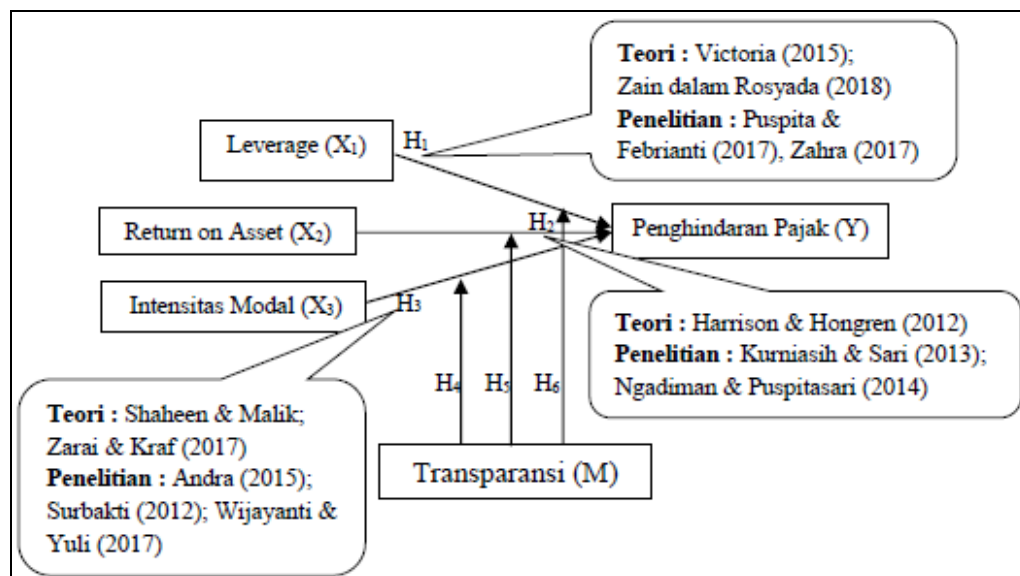 Teori : Victoria (2015);
Zain dalam Rosyada (2018)
Penelitian : Puspita &
Febrianti (2017), Zahra (2017)
Leverage (X₁)
H₁
Return on Asset (X₂)
H₂
Penghindaran Pajak (Y)
Intensitas Modal (X₃)
H₃
Teori : Harrison & Hongren (2012)
Penelitian : Kurniasih & Sari (2013);
Ngadiman & Puspitasari (2014)
H₄
H₅
H₆
Teori : Shaheen & Malik;
Zarai & Kraf (2017)
Penelitian : Andra (2015);
Surbakti (2012); Wijayanti &
Yuli (2017)
Transparansi (M)